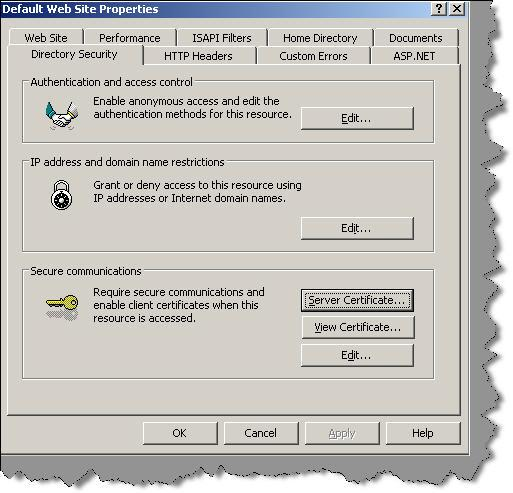 Default Web Site Properties
Web Site
Performance
ISAPI Filters
Home Directory
Documents
Directory Security
HTTP Headers
Custom Errors
ASP.NET
Authentication and access control
Enable anonymous access and edit the
authentication methods for this resource.
Edit...
IP address and domain name restrictions
Grant or deny access to this resource using
IP addresses or Internet domain names.
Edit...
Secure communications
Require secure communications and
enable client certificates when this
resource is accessed.
Server Certificate...
View Certificate...
Edit...
OK
Cancel
Apply
Help